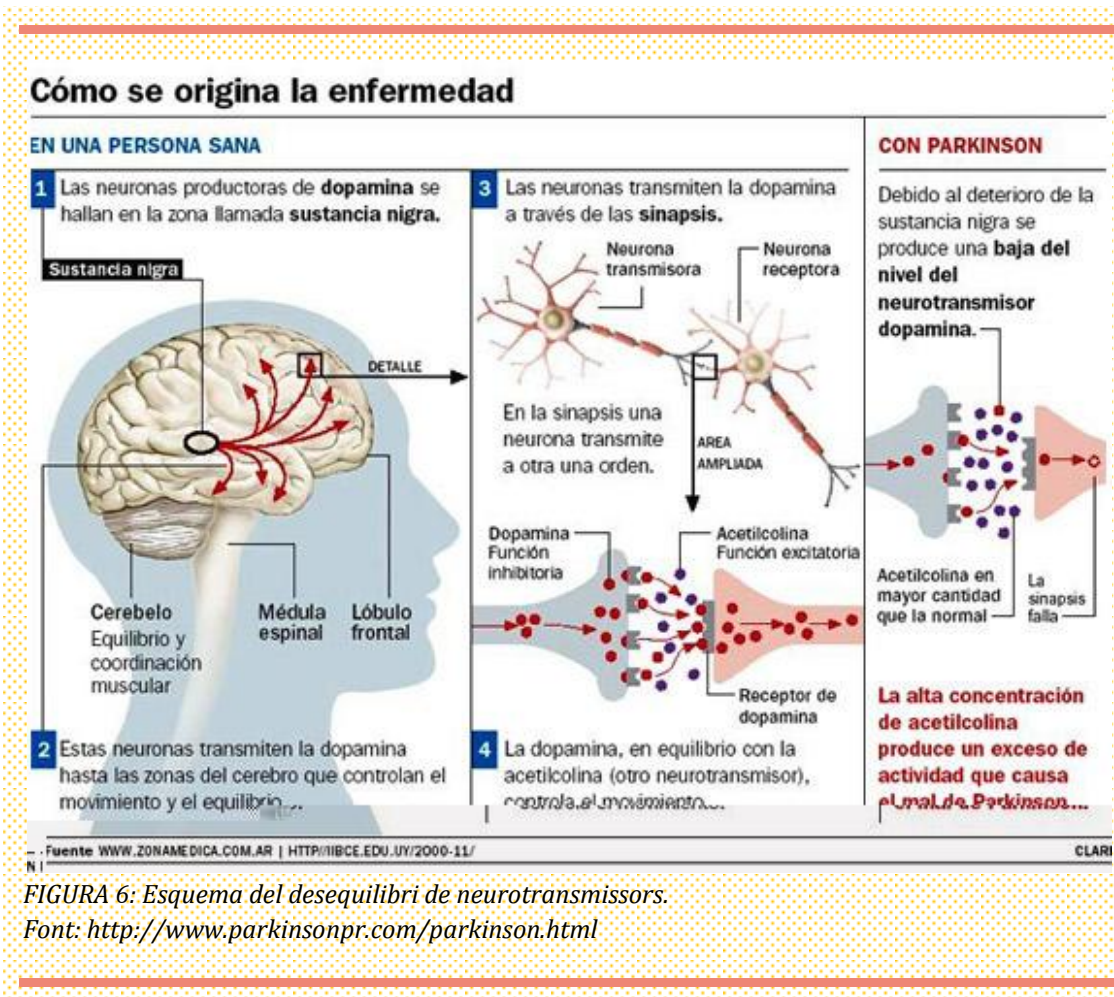 Cómo se origina la enfermedad
EN UNA PERSONA SANA
1 Las neuronas productoras de dopamina se
hallan en la zona llamada sustancia nigra.
Sustancia nigra
DETALLE
Cerebelo
Equilibrio y
coordinación
muscular
Médula
espinal
Lóbulo
frontal
2 Estas neuronas transmiten la dopamina
hasta las zonas del cerebro que controlan el
movimiento y el equilibrio
3 Las neuronas transmiten la dopamina
a través de las sinapsis.
Neurona
transmisora
Neurona
receptora
En la sinapsis una
neurona transmite
a otra una orden.
AREA
AMPLIADA
Dopamina
Función
inhibitoria
Acetilcolina
Función excitatoria
Receptor de
dopamina
4 La dopamina, en equilibrio con la
acetilcolina (otro neurotransmisor),
controla el movimiento...
CON PARKINSON
Debido al deterioro de la
sustancia nigra se
produce una baja del
nivel del
neurotransmisor
dopamina.
Acetilcolina en
mayor cantidad
que la normal
La
sinapsis
falla
La alta concentración
de acetilcolina
produce un exceso de
actividad que causa
el mal de Parkinson...
Fuente WWW.ZONAMEDICA.COM.AR | HTTP//IIBCE.EDU.UY/2000-11/
CLARI
N
FIGURA 6: Esquema del desequilibri de neurotransmissors.
Font: http://www.parkinsonpr.com/parkinson.html